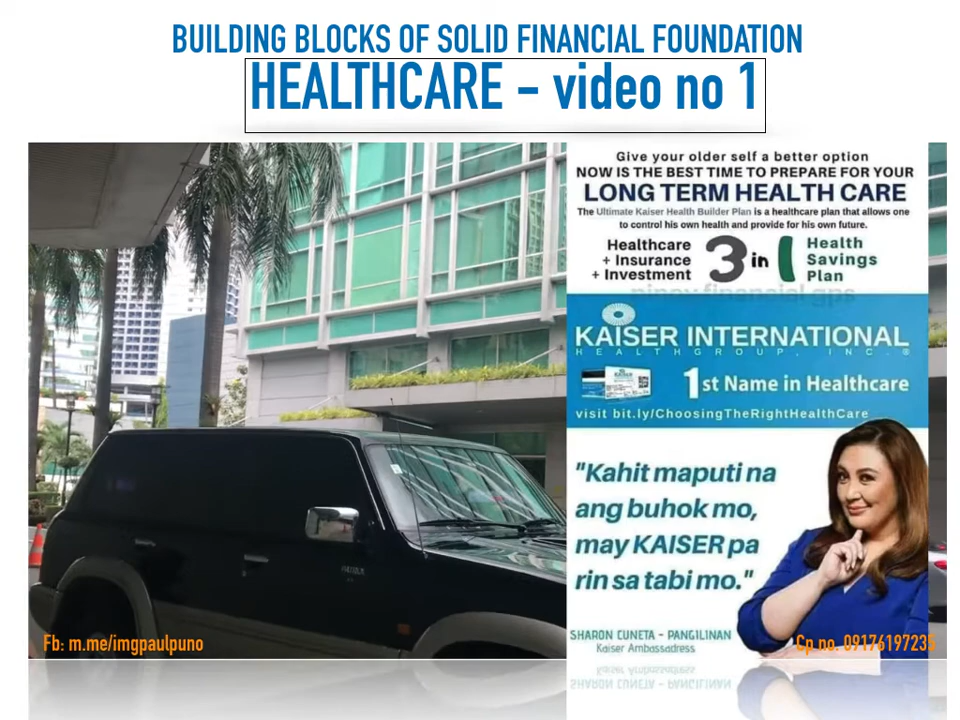 BUILDING BLOCKS OF SOLID FINANCIAL FOUNDATION
HEALTHCARE - video no 1
Give your older self a better option
NOW IS THE BEST TIME TO PREPARE FOR YOUR
LONG TERM HEALTH CARE
The Ultimate Kaiser Health Builder Plan is a healthcare plan that allows one
to control his own health and provide for his own future.
Healthcare
+ Insurance
+ Investment
3 in 1
Health
Savings
Plan
pinoy financial gps
KAISER INTERNATIONAL
HEALTHGROUP, INC.®
1st Name in Healthcare
visit bit.ly/ChoosingTheRightHealthCare
"Kahit maputi na
ang buhok mo,
may KAISER pa
rin sa tabi mo."
SHARON CUNETA - PANGILINAN
Kaiser Ambassadress
Fb: m.me/imgpaulpuno
Cp no. 09176197235